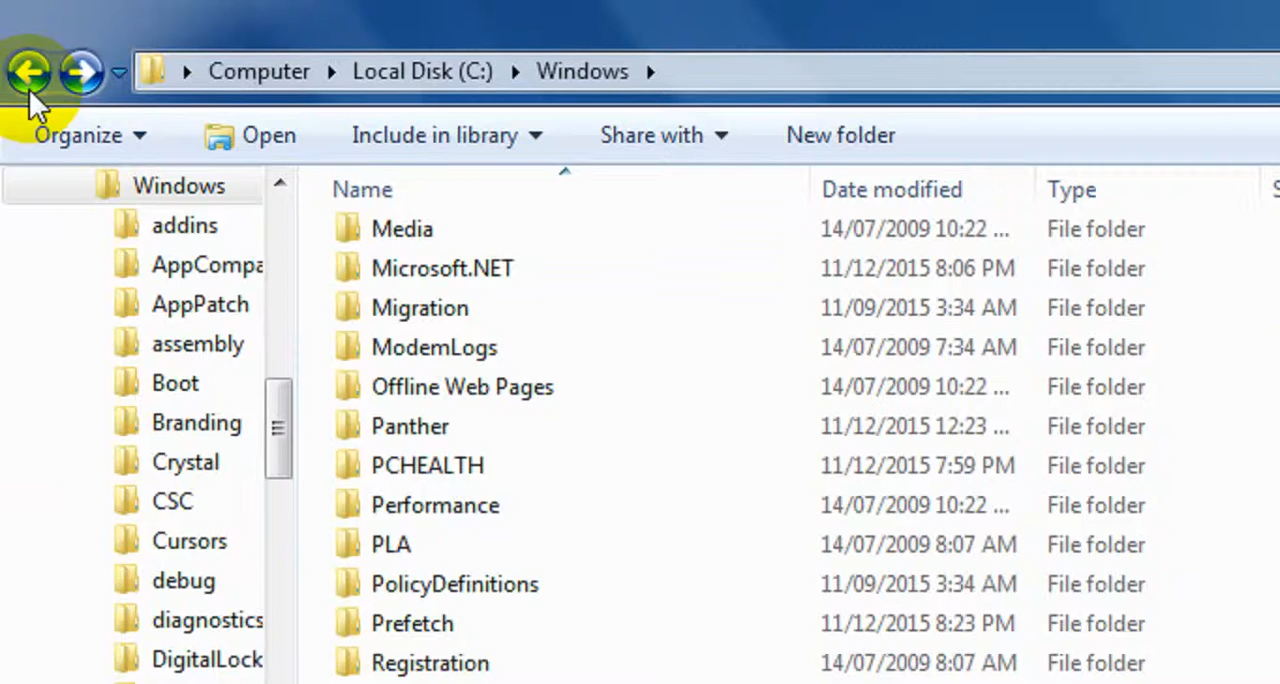 Computer Local Disk (C:) Windows
Organize Open Include in library Share with New folder
Windows
addins
AppCompa
AppPatch
assembly
Boot
Branding
Crystal
CSC
Cursors
debug
diagnostics
DigitalLock
Name Date modified Type S
Media 14/07/2009 10:22 ... File folder
Microsoft.NET 11/12/2015 8:06 PM File folder
Migration 11/09/2015 3:34 AM File folder
ModemLogs 14/07/2009 7:34 AM File folder
Offline Web Pages 14/07/2009 10:22 ... File folder
Panther 11/12/2015 12:23 ... File folder
PCHEALTH 11/12/2015 7:59 PM File folder
Performance 14/07/2009 10:22 ... File folder
PLA 14/07/2009 8:07 AM File folder
PolicyDefinitions 11/09/2015 3:34 AM File folder
Prefetch 11/12/2015 8:23 PM File folder
Registration 14/07/2009 8:07 AM File folder